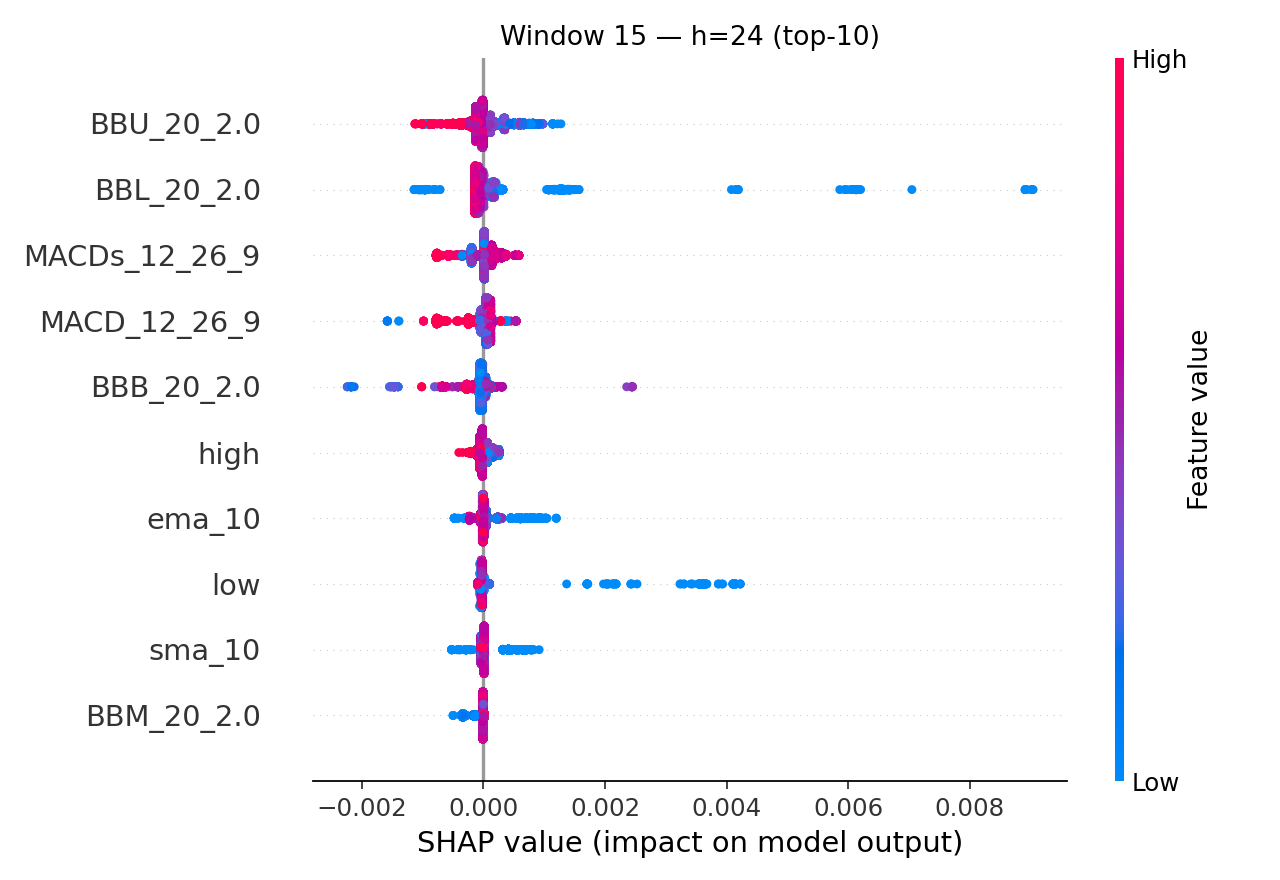 Window 15 — h=24 (top-10)
High
BBU_20_2.0
BBL_20_2.0
MACDs_12_26_9
MACD_12_26_9
BBB_20_2.0
high
ema_10
low
sma_10
BBM_20_2.0
Feature value
Low
−0.002 0.000 0.002 0.004 0.006 0.008
SHAP value (impact on model output)